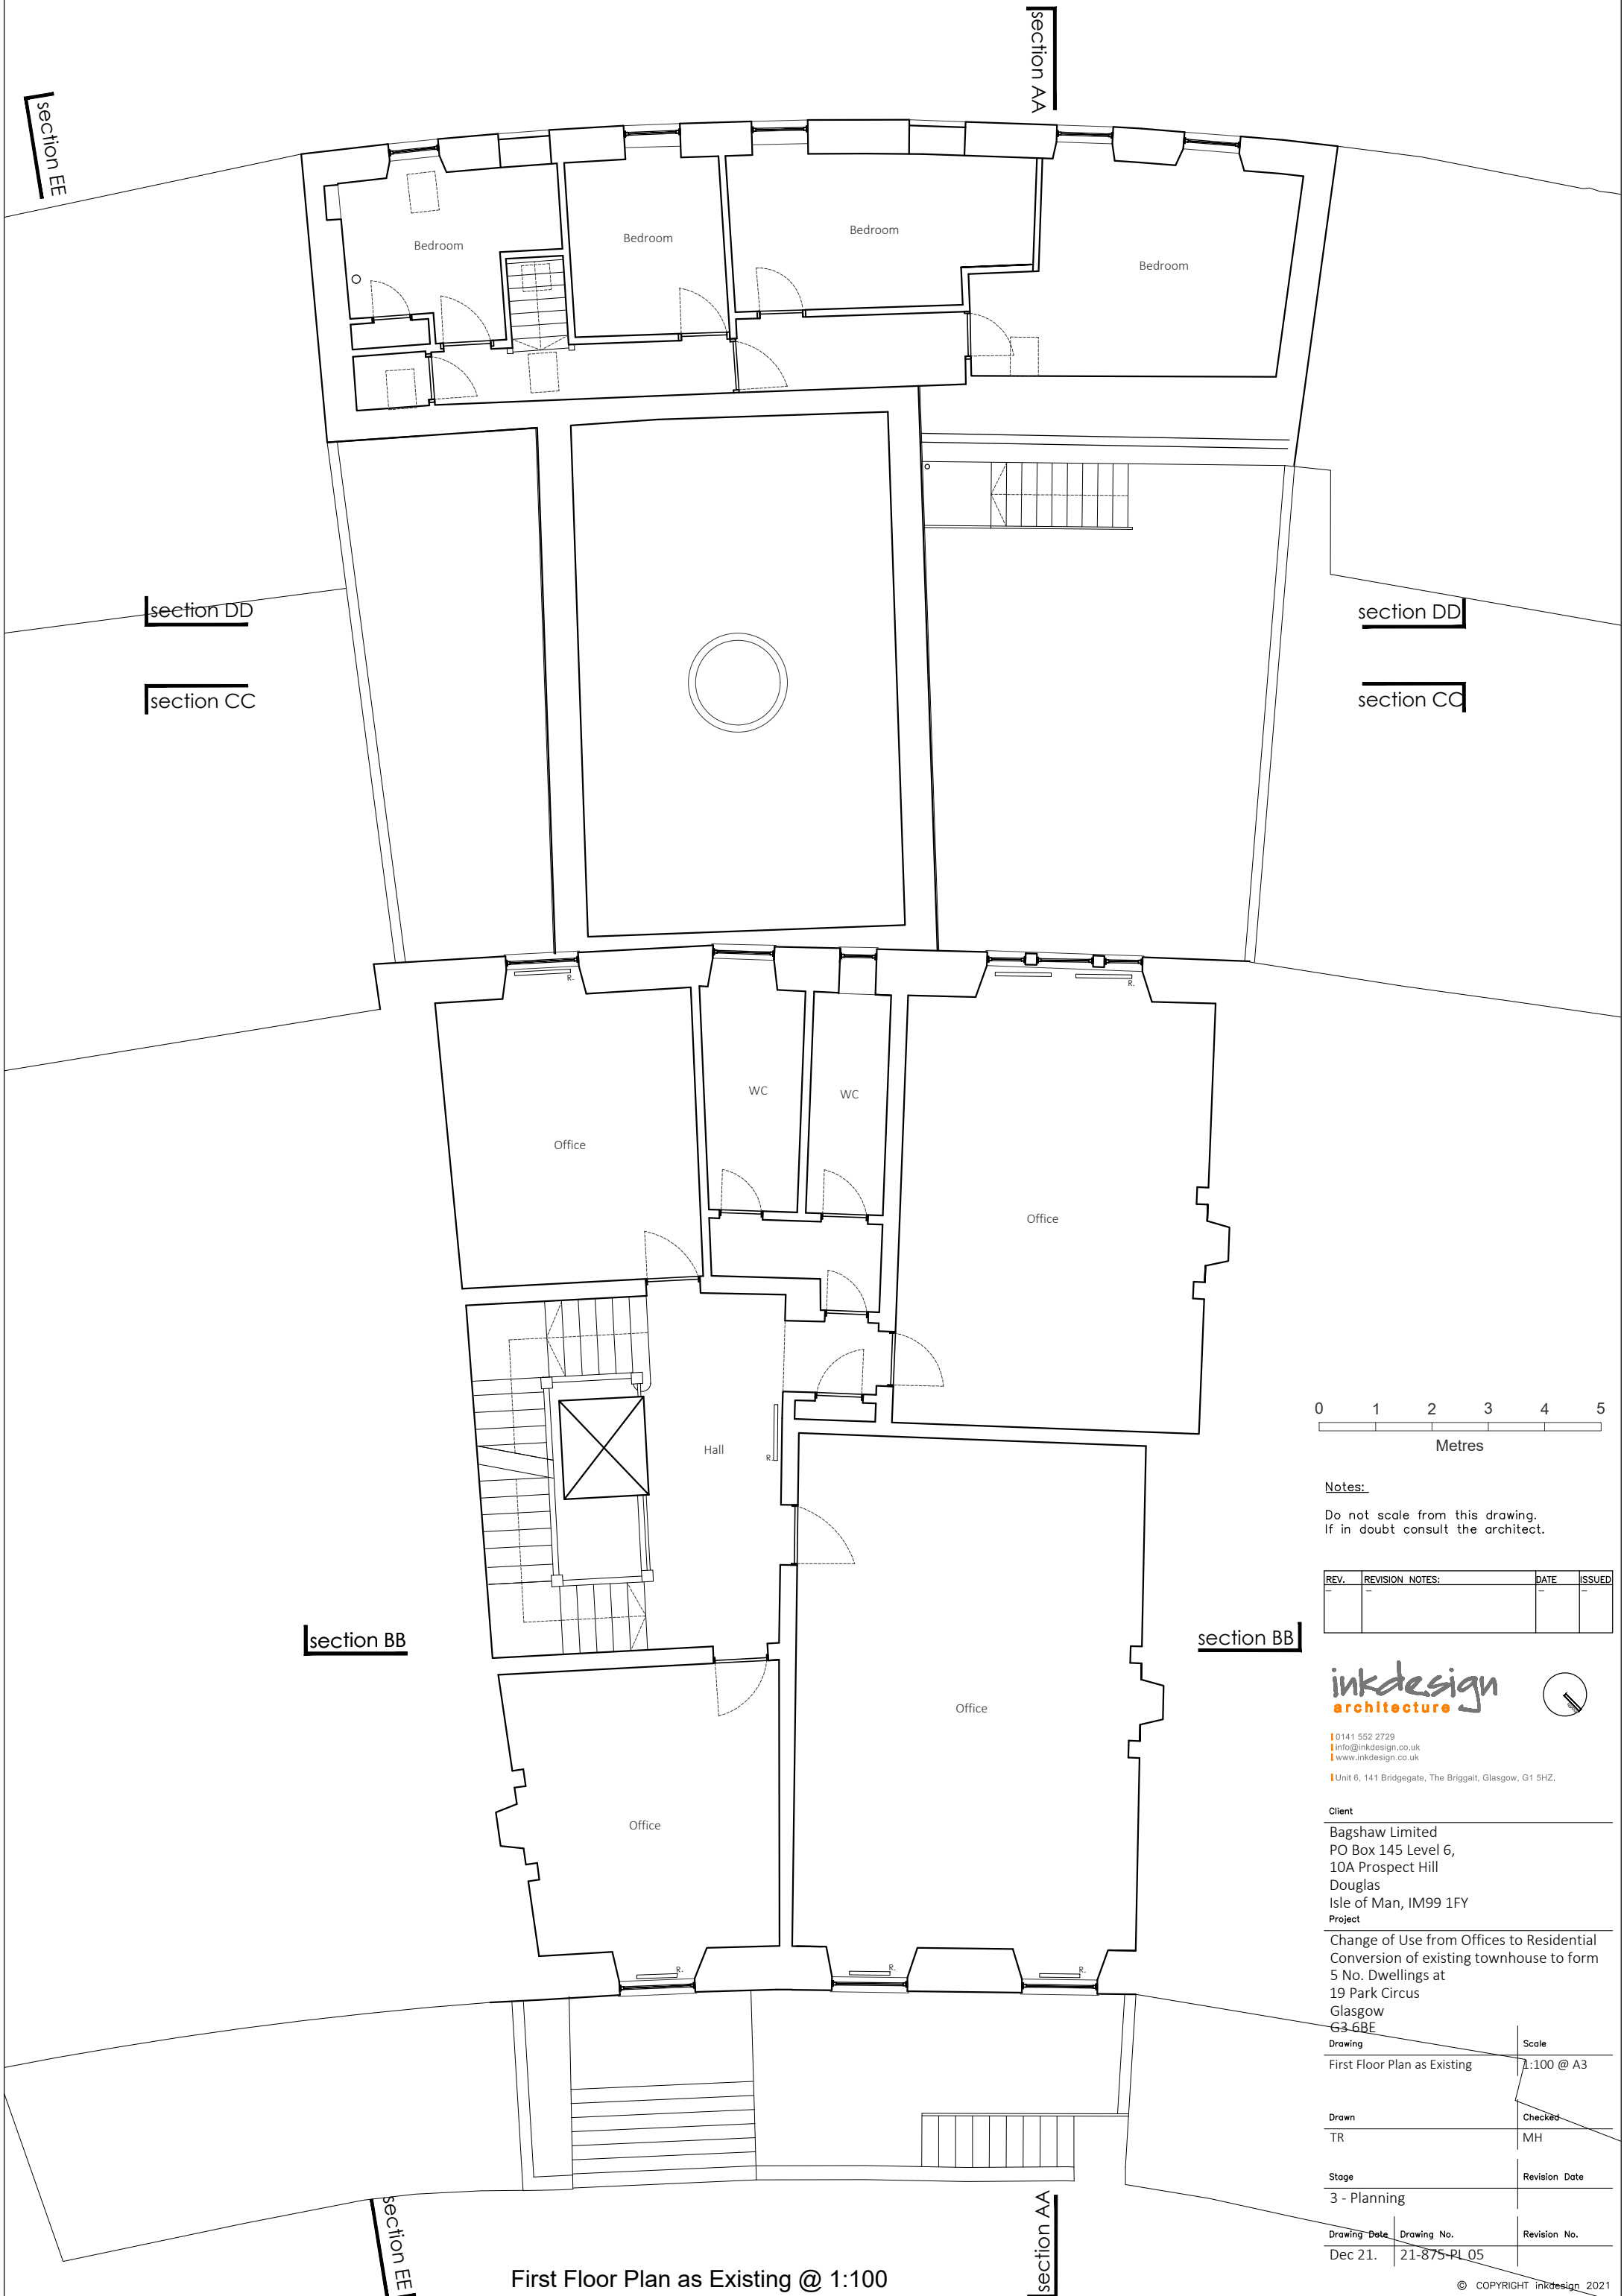 section AA
section EE
Bedroom
Bedroom
Bedroom
Bedroom
section DD
section DD
section CC
section CC
R.
R.
WC
WC
Office
Office
0 1 2 3 4 5
Metres
Hall
R.
Notes:
Do not scale from this drawing.
If in doubt consult the architect.
REV. REVISION NOTES: DATE ISSUED
– – – –
section BB
section BB
inkdesign
architecture
Office
0141 552 2729
info@inkdesign.co.uk
www.inkdesign.co.uk
Unit 6, 141 Bridgegate, The Briggait, Glasgow, G1 5HZ.
Office
Client
Bagshaw Limited
PO Box 145 Level 6,
10A Prospect Hill
Douglas
Isle of Man, IM99 1FY
Project
Change of Use from Offices to Residential
Conversion of existing townhouse to form
5 No. Dwellings at
19 Park Circus
Glasgow
G3 6BE
R.
R.
R.
Drawing Scale
First Floor Plan as Existing 1:100 @ A3
Drawn Checked
TR MH
Stage Revision Date
3 - Planning
Drawing Date Drawing No. Revision No.
Dec 21. 21-875-PL 05
section EE
section AA
First Floor Plan as Existing @ 1:100
© COPYRIGHT inkdesign 2021